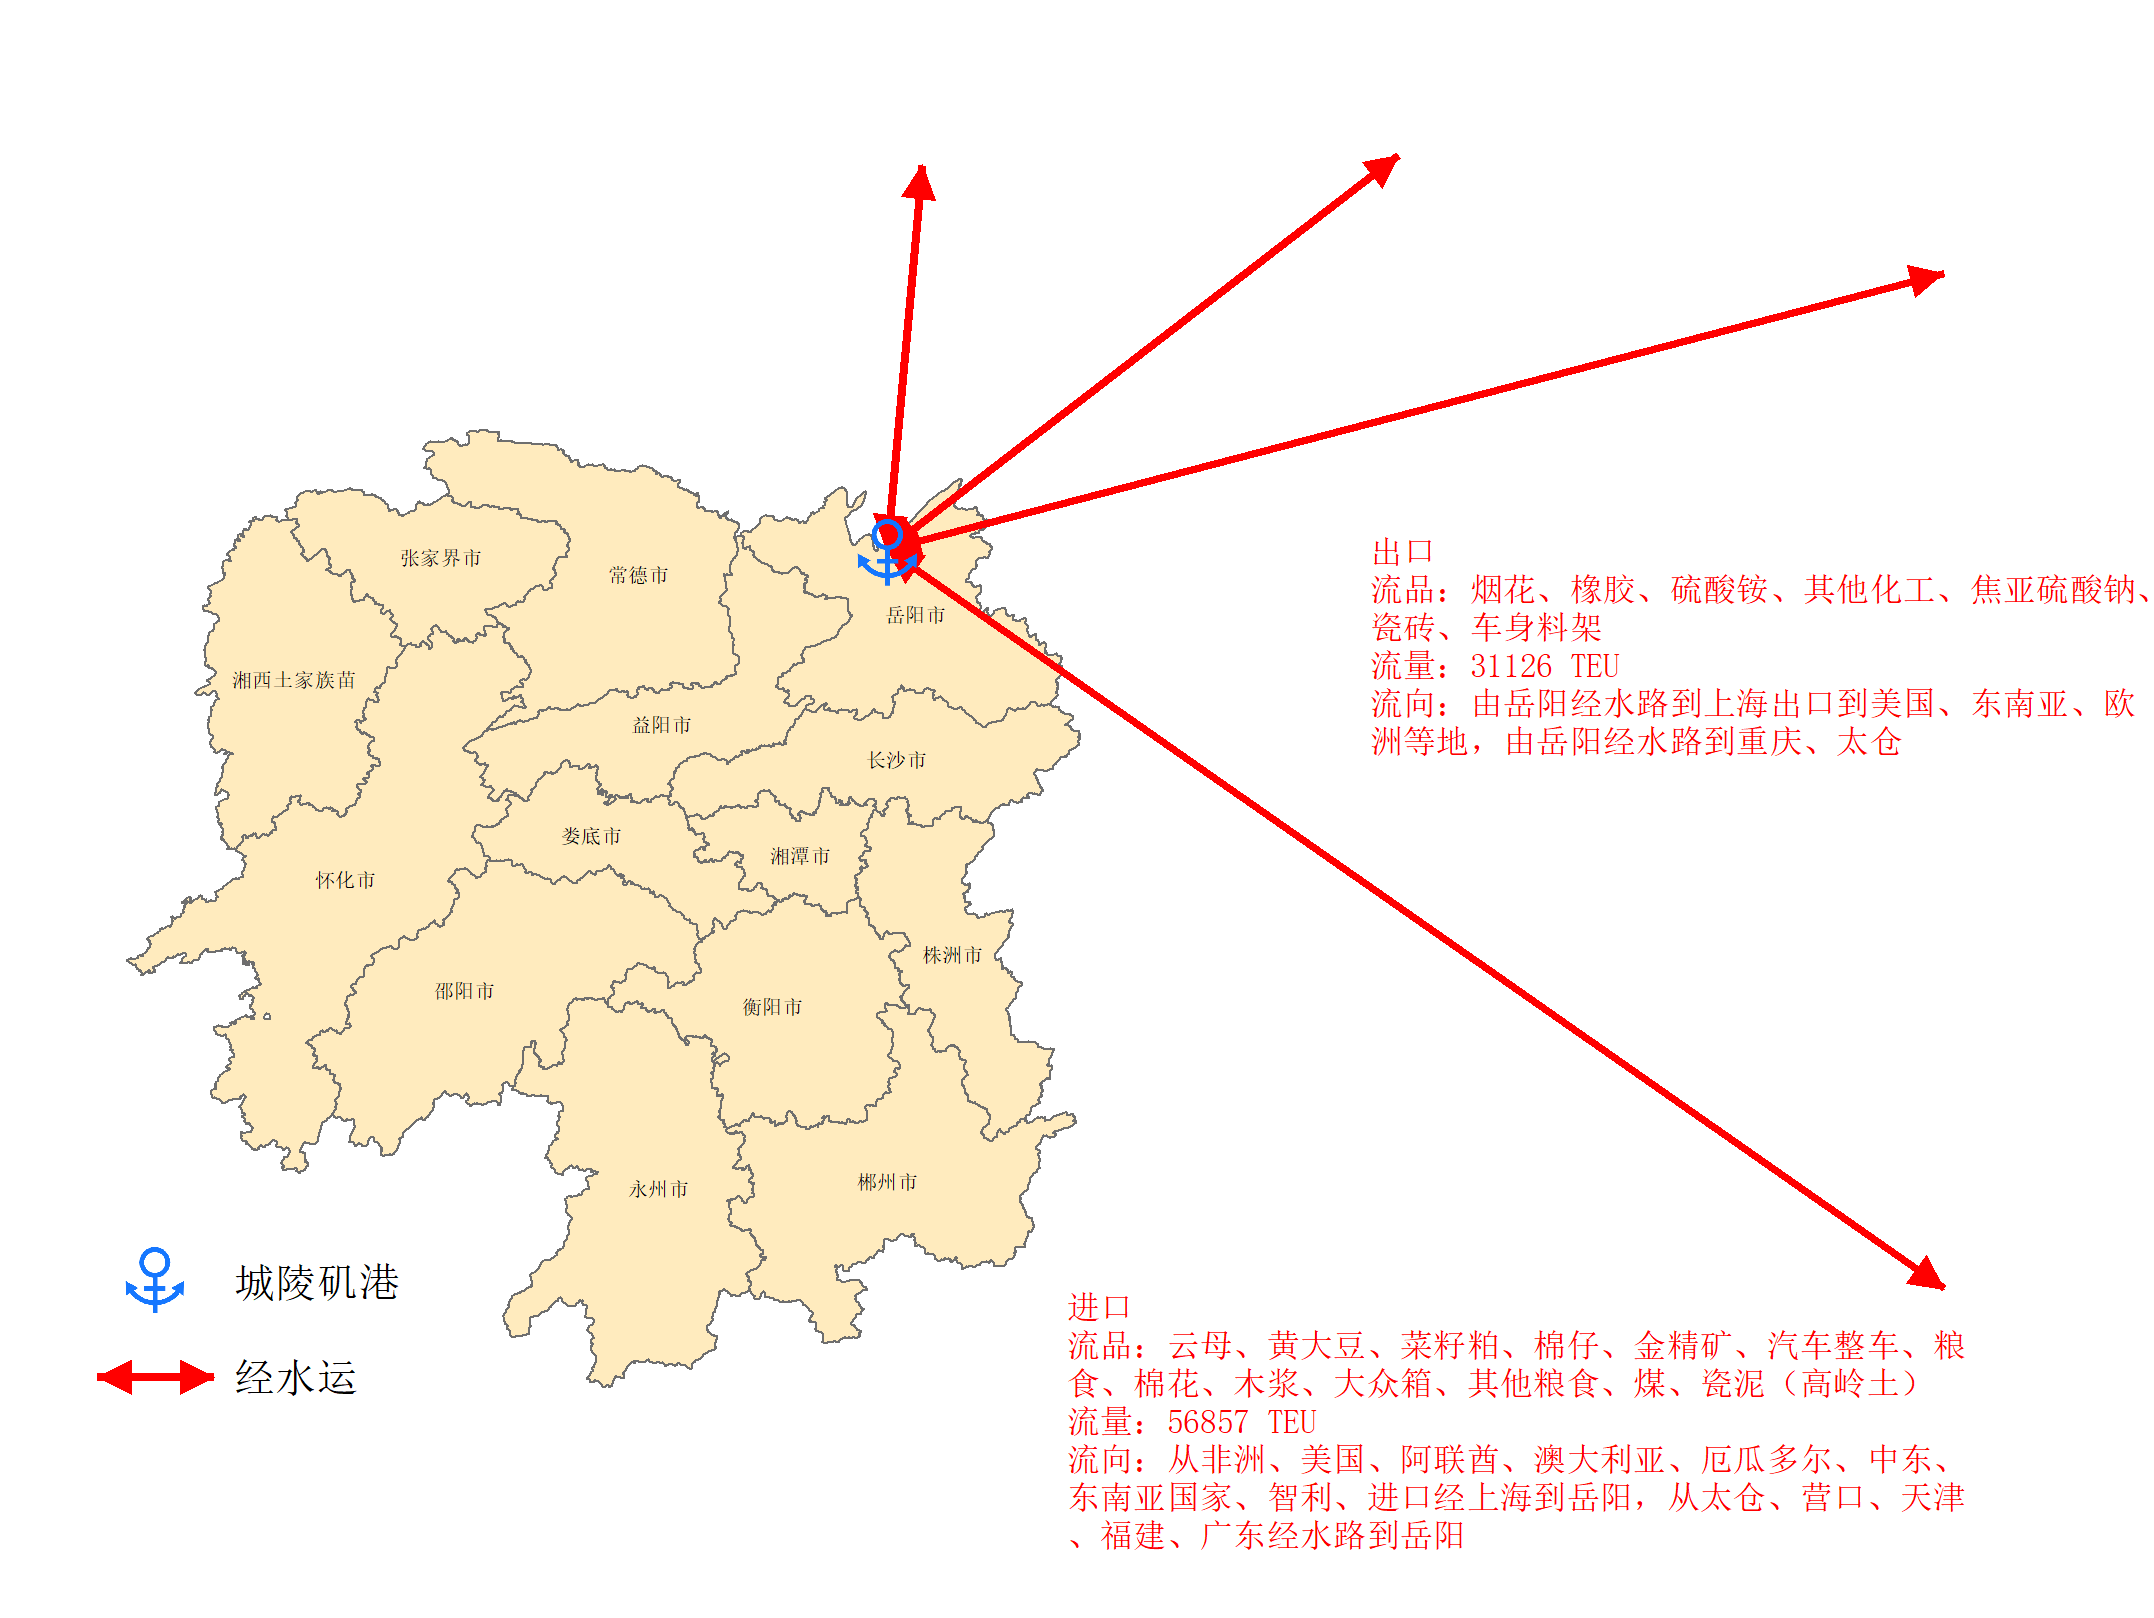 张家界市
常德市
岳阳市
湘西土家族苗
益阳市
长沙市
娄底市
湘潭市
怀化市
株洲市
邵阳市
衡阳市
永州市
郴州市
城陵矶港
经水运
出口
流品：烟花、橡胶、硫酸铵、其他化工、焦亚硫酸钠、
瓷砖、车身料架
流量：31126 TEU
流向：由岳阳经水路到上海出口到美国、东南亚、欧
洲等地，由岳阳经水路到重庆、太仓
进口
流品：云母、黄大豆、菜籽粕、棉仔、金精矿、汽车整车、粮
食、棉花、木浆、大众箱、其他粮食、煤、瓷泥（高岭土）
流量：56857 TEU
流向：从非洲、美国、阿联酋、澳大利亚、厄瓜多尔、中东、
东南亚国家、智利、进口经上海到岳阳，从太仓、营口、天津
、福建、广东经水路到岳阳